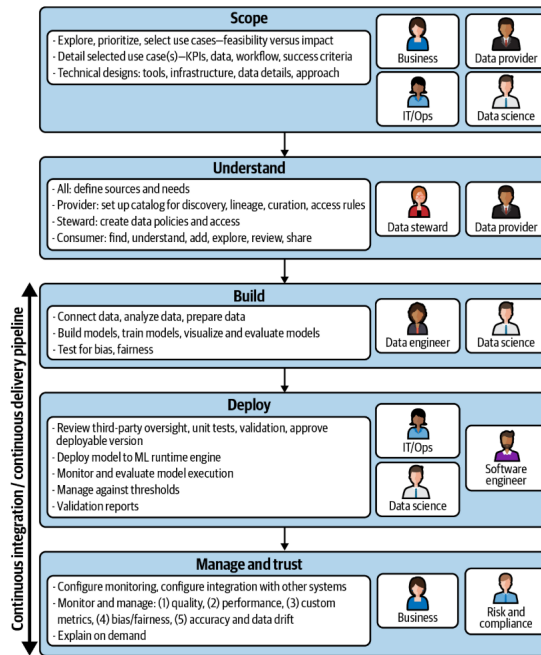 Scope
- Explore, prioritize, select use cases—feasibility versus impact
- Detail selected use case(s)—KPIs, data, workflow, success criteria
- Technical designs: tools, infrastructure, data details, approach
Business
Data provider
IT/Ops
Data science
Understand
- All: define sources and needs
- Provider: set up catalog for discovery, lineage, curation, access rules
- Steward: create data policies and access
- Consumer: find, understand, add, explore, review, share
Data steward
Data provider
Continuous integration / continuous delivery pipeline
Build
- Connect data, analyze data, prepare data
- Build models, train models, visualize and evaluate models
- Test for bias, fairness
Data engineer
Data science
Deploy
- Review third-party oversight, unit tests, validation, approve
deployable version
- Deploy model to ML runtime engine
- Monitor and evaluate model execution
- Manage against thresholds
- Validation reports
IT/Ops
Data science
Software
engineer
Manage and trust
- Configure monitoring, configure integration with other systems
- Monitor and manage: (1) quality, (2) performance, (3) custom
metrics, (4) bias/fairness, (5) accuracy and data drift
- Explain on demand
Business
Risk and
compliance